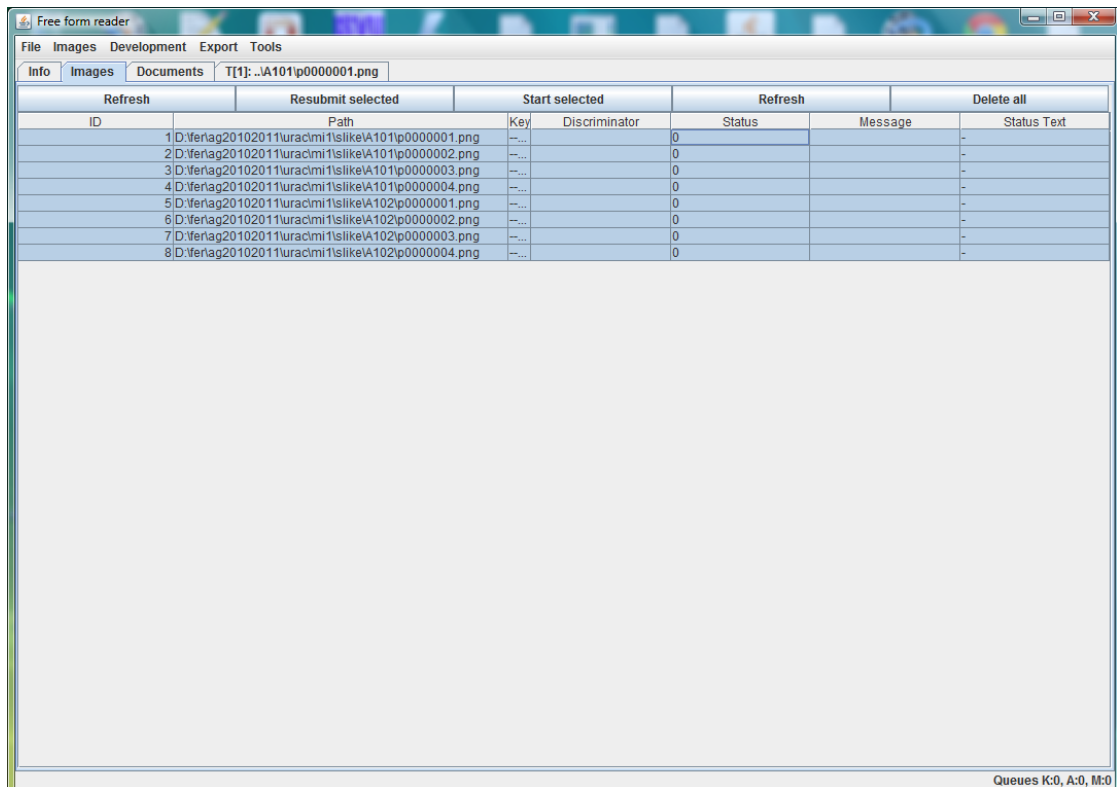 Free form reader
File Images Development Export Tools
Info Images Documents T[1]: ..\A101\p0000001.png
Refresh Resubmit selected Start selected Refresh Delete all
ID Path Key Discriminator Status Message Status Text
1 D:\fer\ag20102011\urac\mi1\slike\A101\p0000001.png --... 0 -
2 D:\fer\ag20102011\urac\mi1\slike\A101\p0000002.png --... 0 -
3 D:\fer\ag20102011\urac\mi1\slike\A101\p0000003.png --... 0 -
4 D:\fer\ag20102011\urac\mi1\slike\A101\p0000004.png --... 0 -
5 D:\fer\ag20102011\urac\mi1\slike\A102\p0000001.png --... 0 -
6 D:\fer\ag20102011\urac\mi1\slike\A102\p0000002.png --... 0 -
7 D:\fer\ag20102011\urac\mi1\slike\A102\p0000003.png --... 0 -
8 D:\fer\ag20102011\urac\mi1\slike\A102\p0000004.png --... 0 -
Queues K:0, A:0, M:0